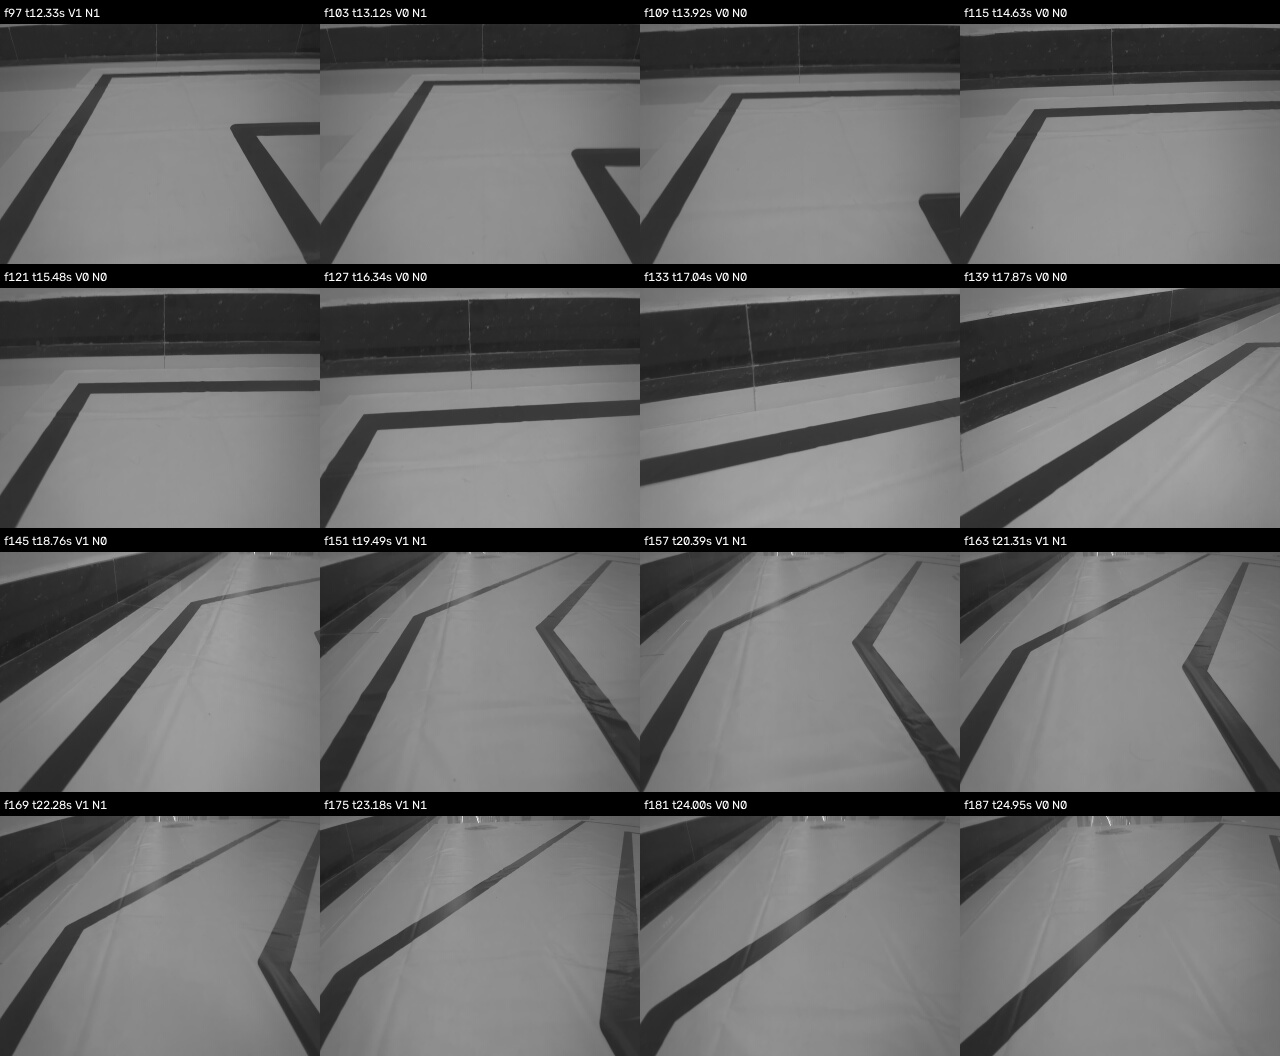 f97 t12.33s V1 N1
f103 t13.12s V0 N1
f109 t13.92s V0 N0
f115 t14.63s V0 N0
f121 t15.48s V0 N0
f127 t16.34s V0 N0
f133 t17.04s V0 N0
f139 t17.87s V0 N0
f145 t18.76s V1 N0
f151 t19.49s V1 N1
f157 t20.39s V1 N1
f163 t21.31s V1 N1
f169 t22.28s V1 N1
f175 t23.18s V1 N1
f181 t24.00s V0 N0
f187 t24.95s V0 N0